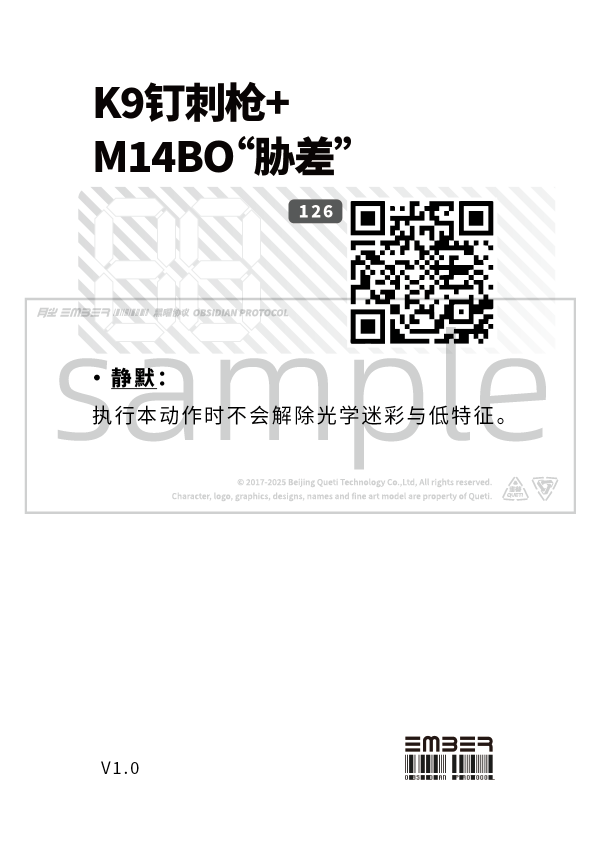 K9钉刺枪+
M14BO“胁差”
126
EMBER
OBSIDIAN PROTOCOL
sample
• 静默：
执行本动作时不会解除光学迷彩与低特征。
© 2017-2025 Beijing Queti Technology Co.,Ltd, All rights reserved.
Character, logo, graphics, designs, names and fine art model are property of Queti.
QUETI
V1.0
EMBER